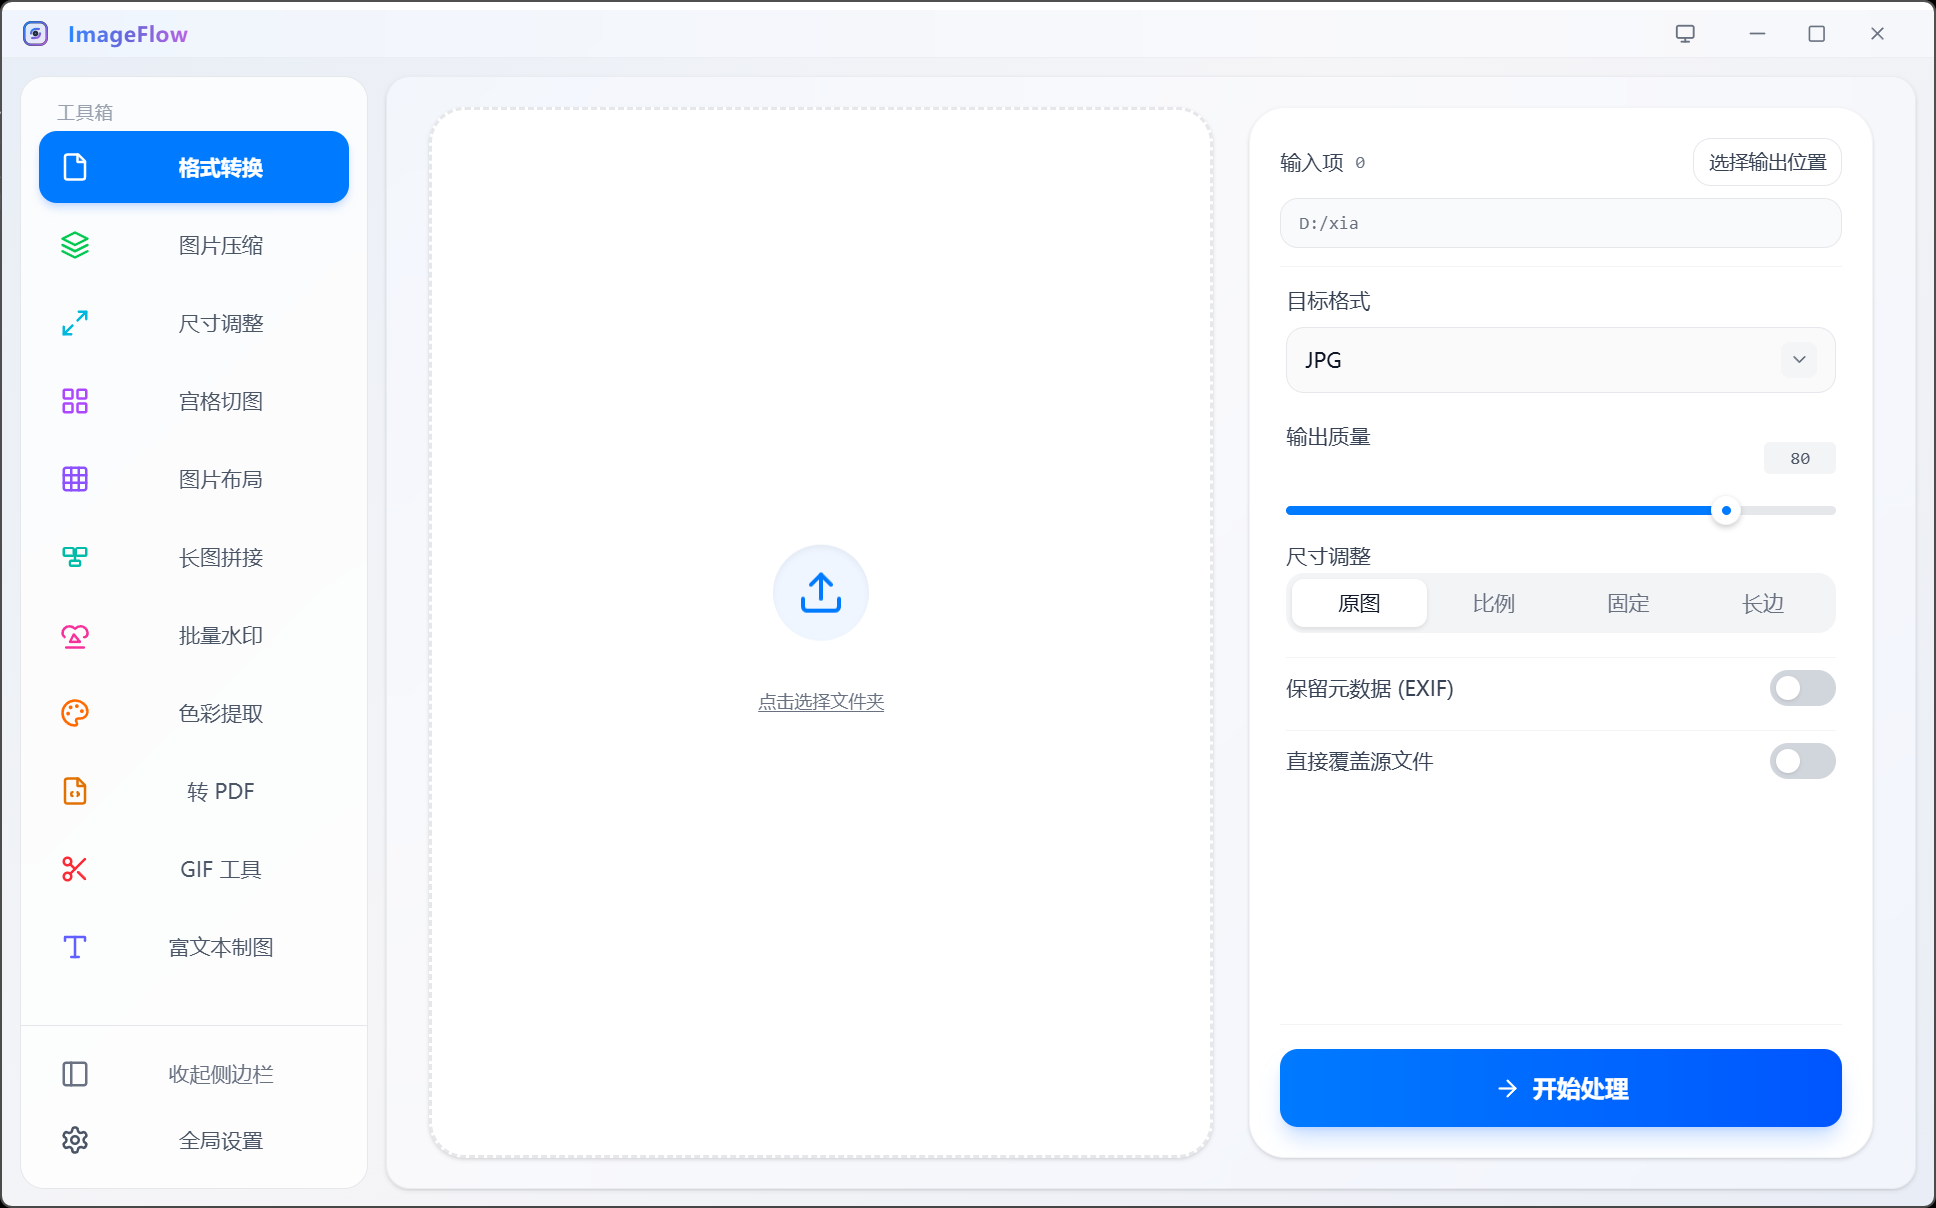 ImageFlow
工具箱
格式转换
图片压缩
尺寸调整
宫格切图
图片布局
长图拼接
批量水印
色彩提取
转 PDF
GIF 工具
富文本制图
收起侧边栏
全局设置
点击选择文件夹
输入项 0
选择输出位置
D:/xia
目标格式
JPG
输出质量
80
尺寸调整
原图 比例 固定 长边
保留元数据 (EXIF)
直接覆盖源文件
开始处理